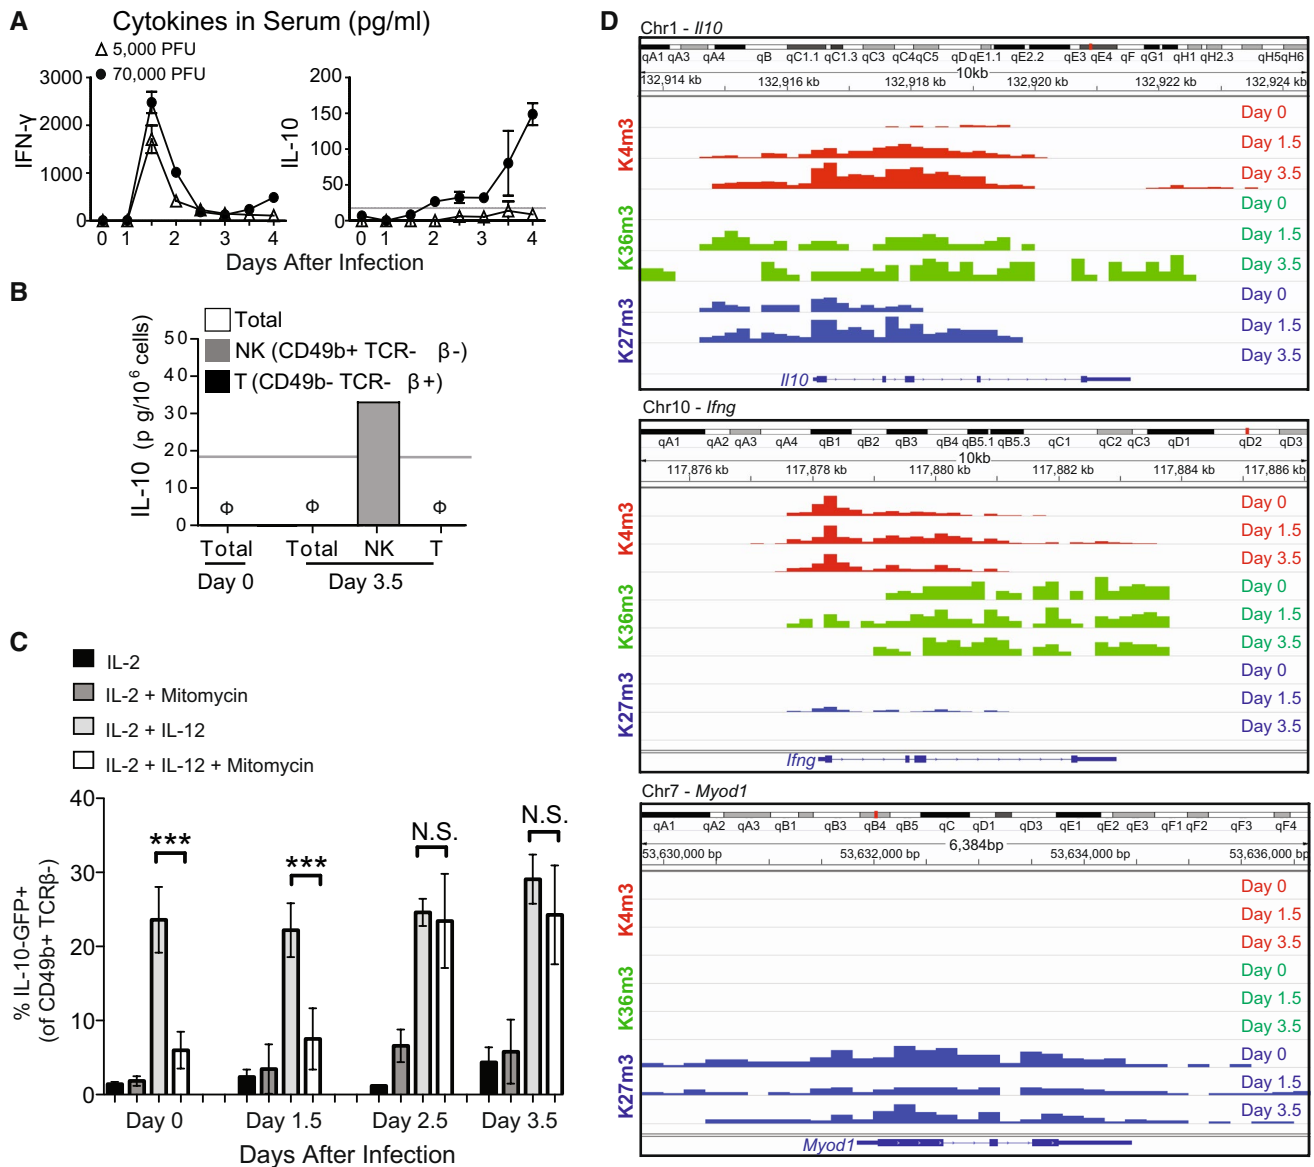 A
Cytokines in Serum (pg/ml)
△ 5,000 PFU
● 70,000 PFU
IFN-γ
3000
2000
1000
0
0 1 2 3 4
IL-10
200
150
100
50
0
0 1 2 3 4
Days After Infection
B
Total
NK (CD49b+ TCR- β-)
T (CD49b- TCR- β+)
IL-10 (p g/10⁶ cells)
50
40
30
20
10
0
Φ Φ Φ
Total Total NK T
Day 0 Day 3.5
C
IL-2
IL-2 + Mitomycin
IL-2 + IL-12
IL-2 + IL-12 + Mitomycin
% IL-10-GFP+
(of CD49b+ TCRβ-)
40
30
20
10
0
*** *** N.S. N.S.
Day 0 Day 1.5 Day 2.5 Day 3.5
Days After Infection
D
Chr1 - Il10
qA1 qA3 qA4 qB qC1.1 qC1.3 qC3 qC4 qC5 qD qE1.1 qE2.2 qE3 qE4 qF qG1 qH1 qH2.3 qH5 qH6
10kb
132,914 kb 132,916 kb 132,918 kb 132,920 kb 132,922 kb 132,924 kb
K4m3
Day 0
Day 1.5
Day 3.5
K36m3
Day 0
Day 1.5
Day 3.5
K27m3
Day 0
Day 1.5
Day 3.5
Il10
Chr10 - Ifng
qA1 qA2 qA3 qA4 qB1 qB2 qB3 qB4 qB5.1 qB5.3 qC1 qC2 qC3 qD1 qD2 qD3
10kb
117,876 kb 117,878 kb 117,880 kb 117,882 kb 117,884 kb 117,886 kb
K4m3
Day 0
Day 1.5
Day 3.5
K36m3
Day 0
Day 1.5
Day 3.5
K27m3
Day 0
Day 1.5
Day 3.5
Ifng
Chr7 - Myod1
qA1 qA2 qA3 qB1 qB3 qB4 qB5 qC qD1 qD3 qE1 qE2 qE3 qF1 qF2 qF3 qF4
6,384bp
53,630,000 bp 53,632,000 bp 53,634,000 bp 53,636,000 bp
K4m3
Day 0
Day 1.5
Day 3.5
K36m3
Day 0
Day 1.5
Day 3.5
K27m3
Day 0
Day 1.5
Day 3.5
Myod1